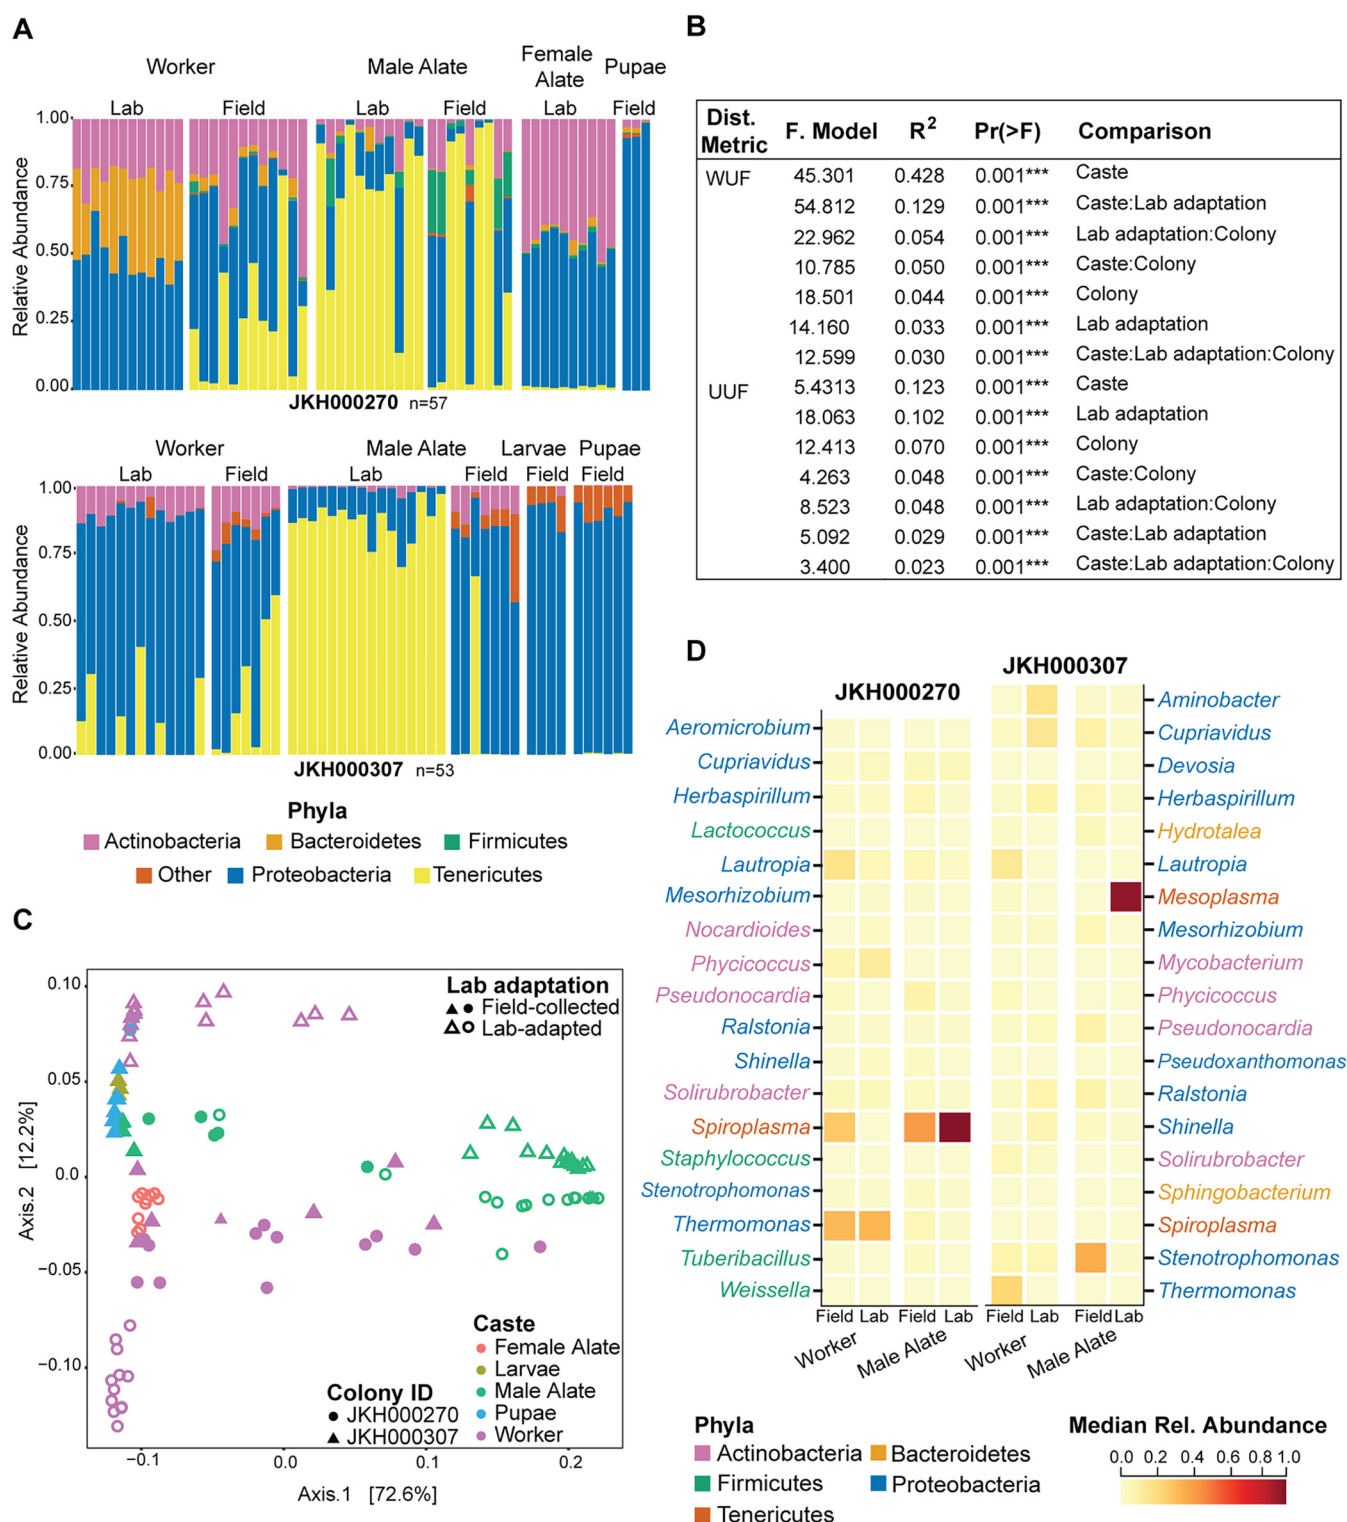 A
Worker
Male Alate
Female
Alate
Pupae
Lab
Field
Lab
Field
Lab
Field
Relative Abundance
1.00
0.75
0.50
0.25
0.00
JKH000270 n=57
Worker
Male Alate
Larvae
Pupae
Lab
Field
Lab
Field
Field
Field
Relative Abundance
1.00
0.75
0.50
0.25
0.00
JKH000307 n=53
Phyla
Actinobacteria
Bacteroidetes
Firmicutes
Other
Proteobacteria
Tenericutes
B
Dist. Metric F. Model R2 Pr(>F) Comparison
WUF 45.301 0.428 0.001*** Caste
54.812 0.129 0.001*** Caste:Lab adaptation
22.962 0.054 0.001*** Lab adaptation:Colony
10.785 0.050 0.001*** Caste:Colony
18.501 0.044 0.001*** Colony
14.160 0.033 0.001*** Lab adaptation
12.599 0.030 0.001*** Caste:Lab adaptation:Colony
UUF 5.4313 0.123 0.001*** Caste
18.063 0.102 0.001*** Lab adaptation
12.413 0.070 0.001*** Colony
4.263 0.048 0.001*** Caste:Colony
8.523 0.048 0.001*** Lab adaptation:Colony
5.092 0.029 0.001*** Caste:Lab adaptation
3.400 0.023 0.001*** Caste:Lab adaptation:Colony
C
Lab adaptation
Field-collected
Lab-adapted
Axis.2 [12.2%]
0.10
0.05
0.0
−0.05
−0.10
Caste
Female Alate
Larvae
Male Alate
Pupae
Worker
Colony ID
JKH000270
JKH000307
−0.1
0.0
0.1
0.2
Axis.1 [72.6%]
D
JKH000270
JKH000307
Aeromicrobium
Cupriavidus
Herbaspirillum
Lactococcus
Lautropia
Mesorhizobium
Nocardioides
Phycicoccus
Pseudonocardia
Ralstonia
Shinella
Solirubrobacter
Spiroplasma
Staphylococcus
Stenotrophomonas
Thermomonas
Tuberibacillus
Weissella
Aminobacter
Cupriavidus
Devosia
Herbaspirillum
Hydrotalea
Lautropia
Mesoplasma
Mesorhizobium
Mycobacterium
Phycicoccus
Pseudonocardia
Pseudoxanthomonas
Ralstonia
Shinella
Solirubrobacter
Sphingobacterium
Spiroplasma
Stenotrophomonas
Thermomonas
Field
Lab
Field
Lab
Field
Lab
Field
Lab
Worker
Male Alate
Worker
Male Alate
Phyla
Actinobacteria
Bacteroidetes
Firmicutes
Proteobacteria
Tenericutes
Median Rel. Abundance
0.0 0.2 0.4 0.6 0.8 1.0